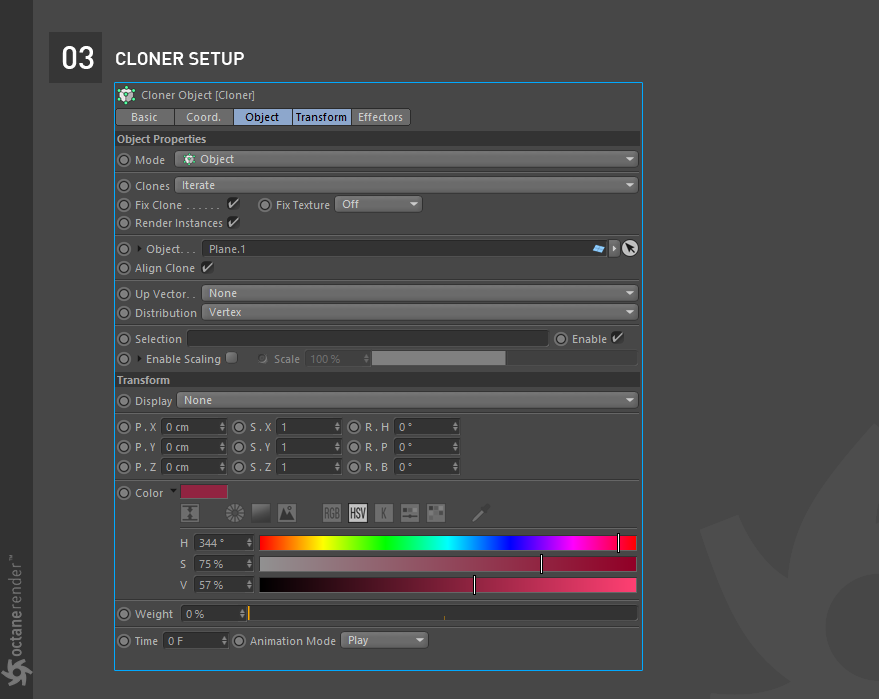 03 CLONER SETUP
Cloner Object [Cloner]
Basic Coord. Object Transform Effectors
Object Properties
Mode Object
Clones Iterate
Fix Clone . . . . . . Fix Texture Off
Render Instances
Object. . . Plane.1
Align Clone
Up Vector. . None
Distribution Vertex
Selection Enable
Enable Scaling Scale 100 %
Transform
Display None
P . X 0 cm S . X 1 R . H 0 °
P . Y 0 cm S . Y 1 R . P 0 °
P . Z 0 cm S . Z 1 R . B 0 °
Color
RGB HSV K
H 344 °
S 75 %
V 57 %
Weight 0 %
Time 0 F Animation Mode Play
octanerender™